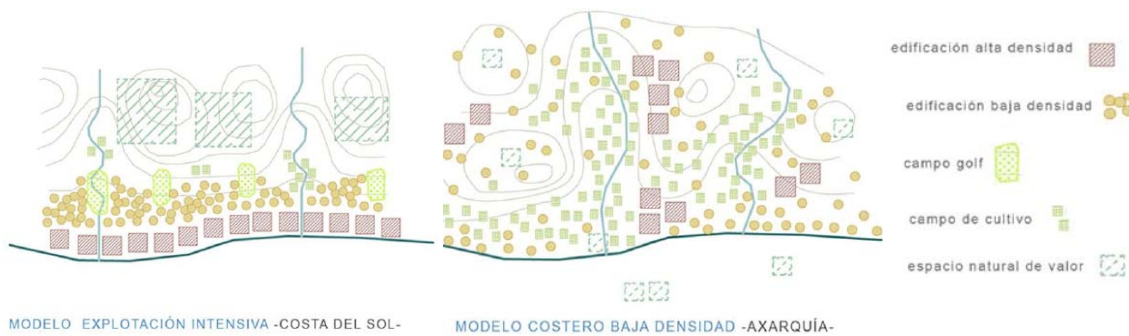 edificación alta densidad
edificación baja densidad
campo golf
campo de cultivo
espacio natural de valor
MODELO EXPLOTACIÓN INTENSIVA -COSTA DEL SOL-
MODELO COSTERO BAJA DENSIDAD -AXARQUÍA-